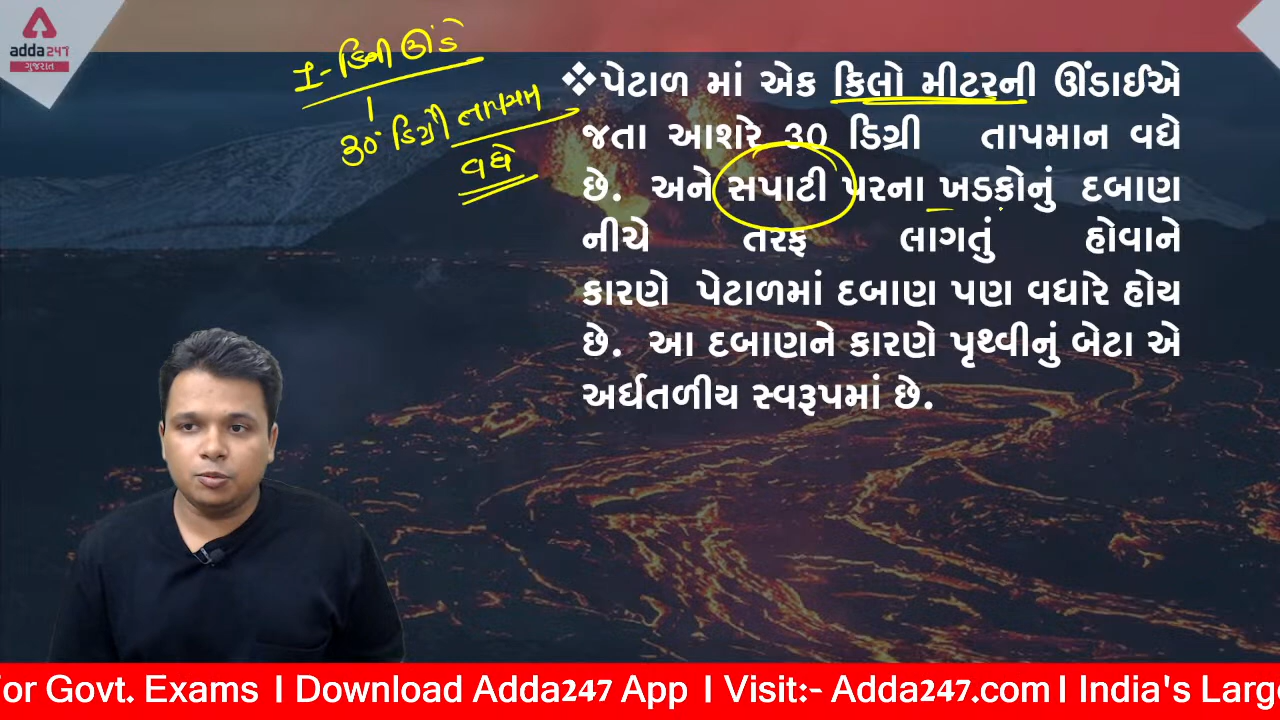 adda247
ગુજરાત
1 - ડિગ્રી ઊંડે
30° ડિગ્રી તાપમાન
વધે
❖પેટાળ માં એક કિલો મીટરની ઊંડાઈએ
જતા આશરે 30 ડિગ્રી તાપમાન વધે
છે. અને સપાટી પરના ખડકોનું દબાણ
નીચે તરફ લાગતું હોવાને
કારણે પેટાળમાં દબાણ પણ વધારે હોય
છે. આ દબાણને કારણે પૃથ્વીનું બેટા એ
અર્ધતળીય સ્વરૂપમાં છે.
For Govt. Exams । Download Adda247 App । Visit:- Adda247.com। India's Large